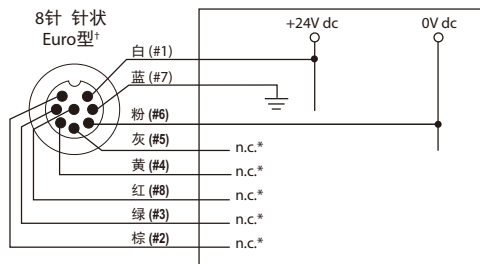 8针 针状
Euro型†
+24V dc
0V dc
白 (#1)
蓝 (#7)
粉 (#6)
灰 (#5)
n.c.*
黄 (#4)
n.c.*
红 (#8)
n.c.*
绿 (#3)
n.c.*
棕 (#2)
n.c.*